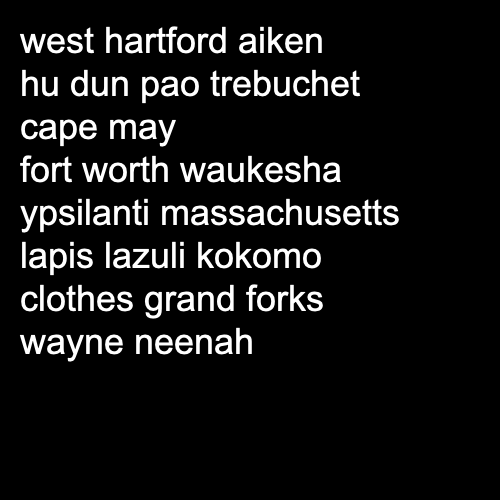 west hartford aiken
hu dun pao trebuchet
cape may
fort worth waukesha
ypsilanti massachusetts
lapis lazuli kokomo
clothes grand forks
wayne neenah